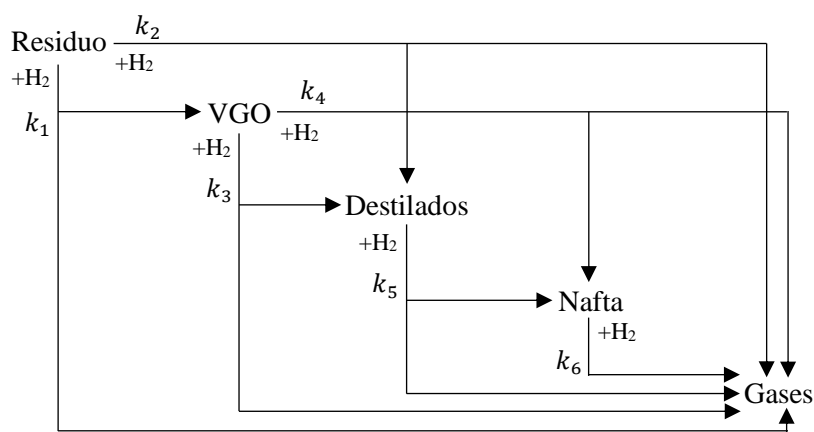 k₂
Residuo
+H₂
+H₂
k₁
k₄
VGO
+H₂
+H₂
k₃
Destilados
+H₂
k₅
Nafta
+H₂
k₆
Gases